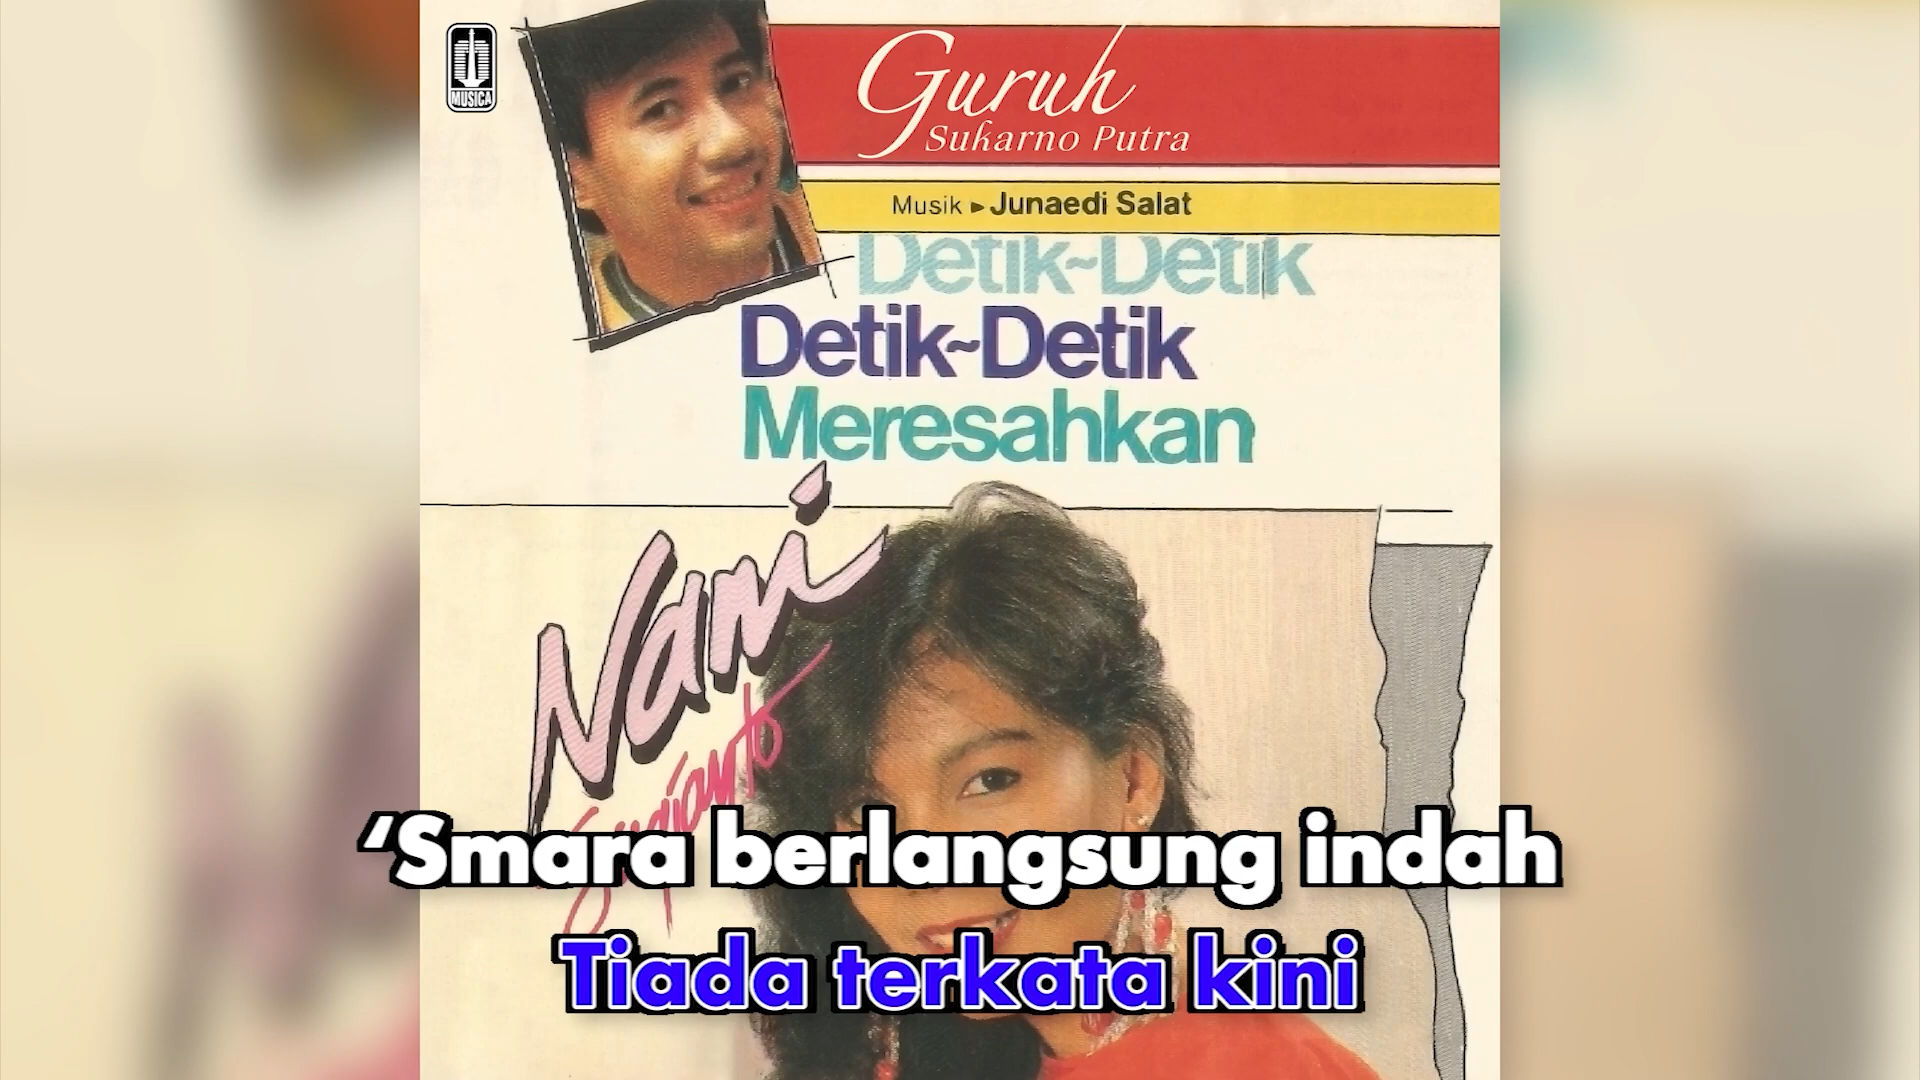 MUSICA
Guruh
Sukarno Putra
Musik ▸ Junaedi Salat
Detik~Detik
Detik~Detik
Meresahkan
Nani
Sugianto
‘Smara berlangsung indah
Tiada terkata kini